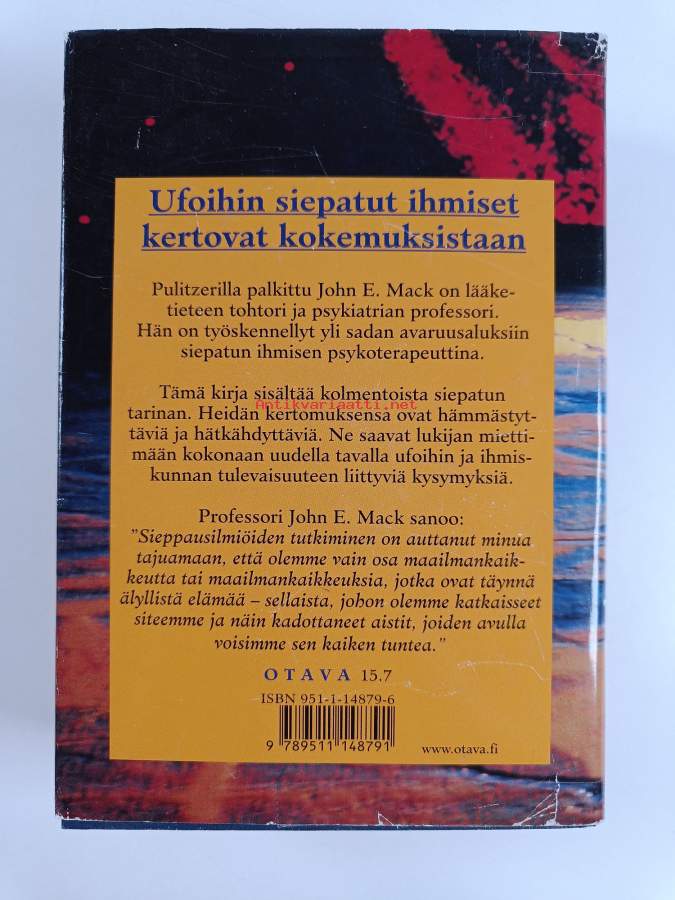 Ufoihin siepatut ihmiset
kertovat kokemuksistaan
Pulitzerilla palkittu John E. Mack on lääke-
tieteen tohtori ja psykiatrian professori.
Hän on työskennellyt yli sadan avaruusaluksiin
siepatun ihmisen psykoterapeuttina.
Tämä kirja sisältää kolmentoista siepatun
tarinan. Heidän kertomuksensa ovat hämmästyt-
Antikvariaatti.net
täviä ja hätkähdyttäviä. Ne saavat lukijan mietti-
mään kokonaan uudella tavalla ufoihin ja ihmis-
kunnan tulevaisuuteen liittyviä kysymyksiä.
Professori John E. Mack sanoo:
"Sieppausilmiöiden tutkiminen on auttanut minua
tajuamaan, että olemme vain osa maailmankaik-
keutta tai maailmankaikkeuksia, jotka ovat täynnä
älyllistä elämää – sellaista, johon olemme katkaisseet
siteemme ja näin kadottaneet aistit, joiden avulla
voisimme sen kaiken tuntea."
OTAVA 15.7
ISBN 951-1-14879-6
9 789511 148791
www.otava.fi